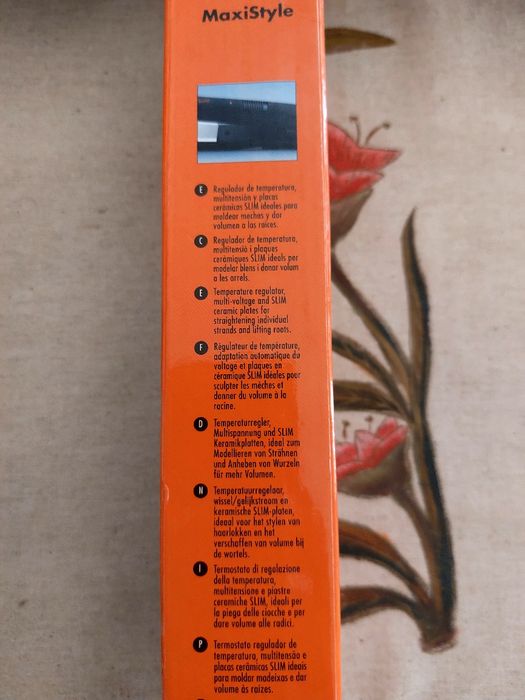 MaxiStyle
E Regulador de temperatura,
multitensión y placas
cerámicas SLIM ideales para
moldear mechas y dar
volumen a las raíces.
C Regulador de temperatura,
multitensió i plaques
ceràmiques SLIM ideals per
modelar blens i donar volum
a les arrels.
E Temperature regulator,
multi-voltage and SLIM
ceramic plates for
straightening individual
strands and lifting roots.
F Régulateur de température,
adaptation automatique du
voltage et plaques en
céramique SLIM idéales pour
sculpter les mèches et
donner du volume à la
racine.
D Temperaturregler,
Multispannung und SLIM
Keramikplatten, ideal zum
Modellieren von Strähnen
und Anheben von Wurzeln
für mehr Volumen.
N Temperatuurregelaar,
wissel/gelijkstroom en
keramische SLIM-platen,
ideaal voor het stylen van
haarlokken en het
verschaffen van volume bij
de wortels.
I Termostato di regolazione
della temperatura,
multitensione e piastre
ceramiche SLIM, ideali per
la piega delle ciocche e per
dare volume alle radici.
P Termostato regulador de
temperatura, multitensão e
placas cerâmicas SLIM ideais
para moldar madeixas e dar
volume às raízes.